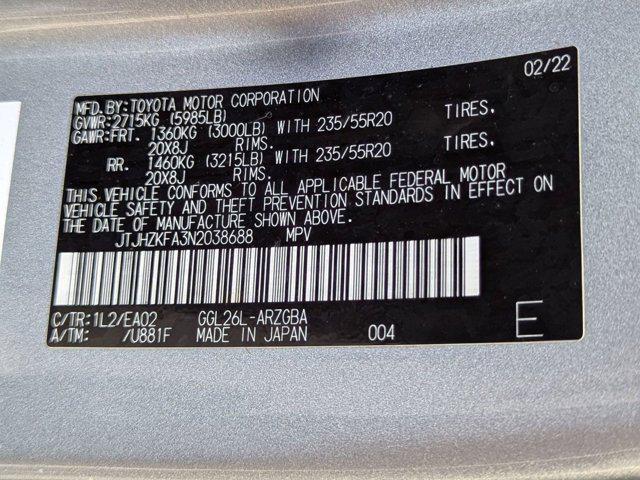 MFD. BY: TOYOTA MOTOR CORPORATION 02/22
GVWR: 2715KG (5985LB)
GAWR: FRT. 1360KG (3000LB) WITH 235/55R20 TIRES.
20X8J RIMS.
RR. 1460KG (3215LB) WITH 235/55R20 TIRES.
20X8J RIMS.
THIS VEHICLE CONFORMS TO ALL APPLICABLE FEDERAL MOTOR
VEHICLE SAFETY AND THEFT PREVENTION STANDARDS IN EFFECT ON
THE DATE OF MANUFACTURE SHOWN ABOVE.
JTJHZKFA3N2038688 MPV
C/TR: 1L2/EA02 GGL26L-ARZGBA
A/TM: /U881F MADE IN JAPAN 004 E